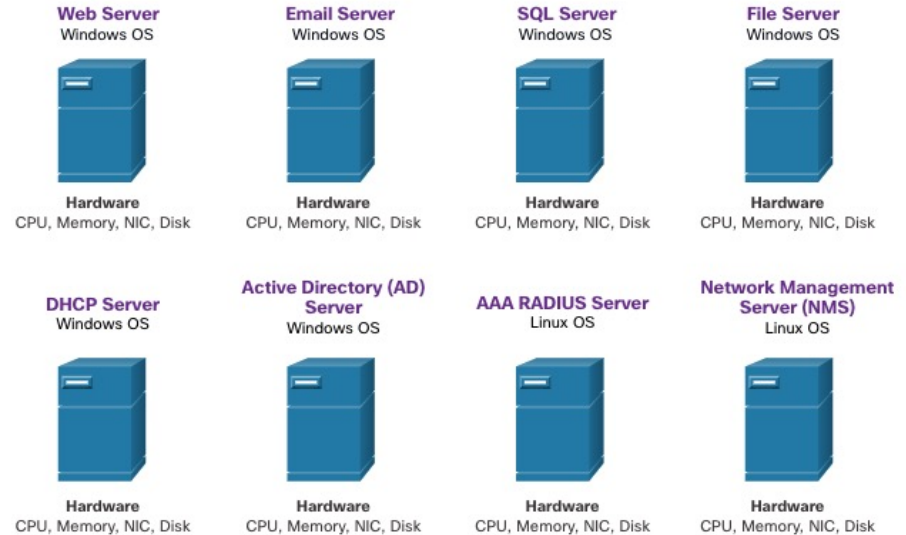 Web Server
Windows OS
Hardware
CPU, Memory, NIC, Disk
Email Server
Windows OS
Hardware
CPU, Memory, NIC, Disk
SQL Server
Windows OS
Hardware
CPU, Memory, NIC, Disk
File Server
Windows OS
Hardware
CPU, Memory, NIC, Disk
DHCP Server
Windows OS
Hardware
CPU, Memory, NIC, Disk
Active Directory (AD)
Server
Windows OS
Hardware
CPU, Memory, NIC, Disk
AAA RADIUS Server
Linux OS
Hardware
CPU, Memory, NIC, Disk
Network Management
Server (NMS)
Linux OS
Hardware
CPU, Memory, NIC, Disk